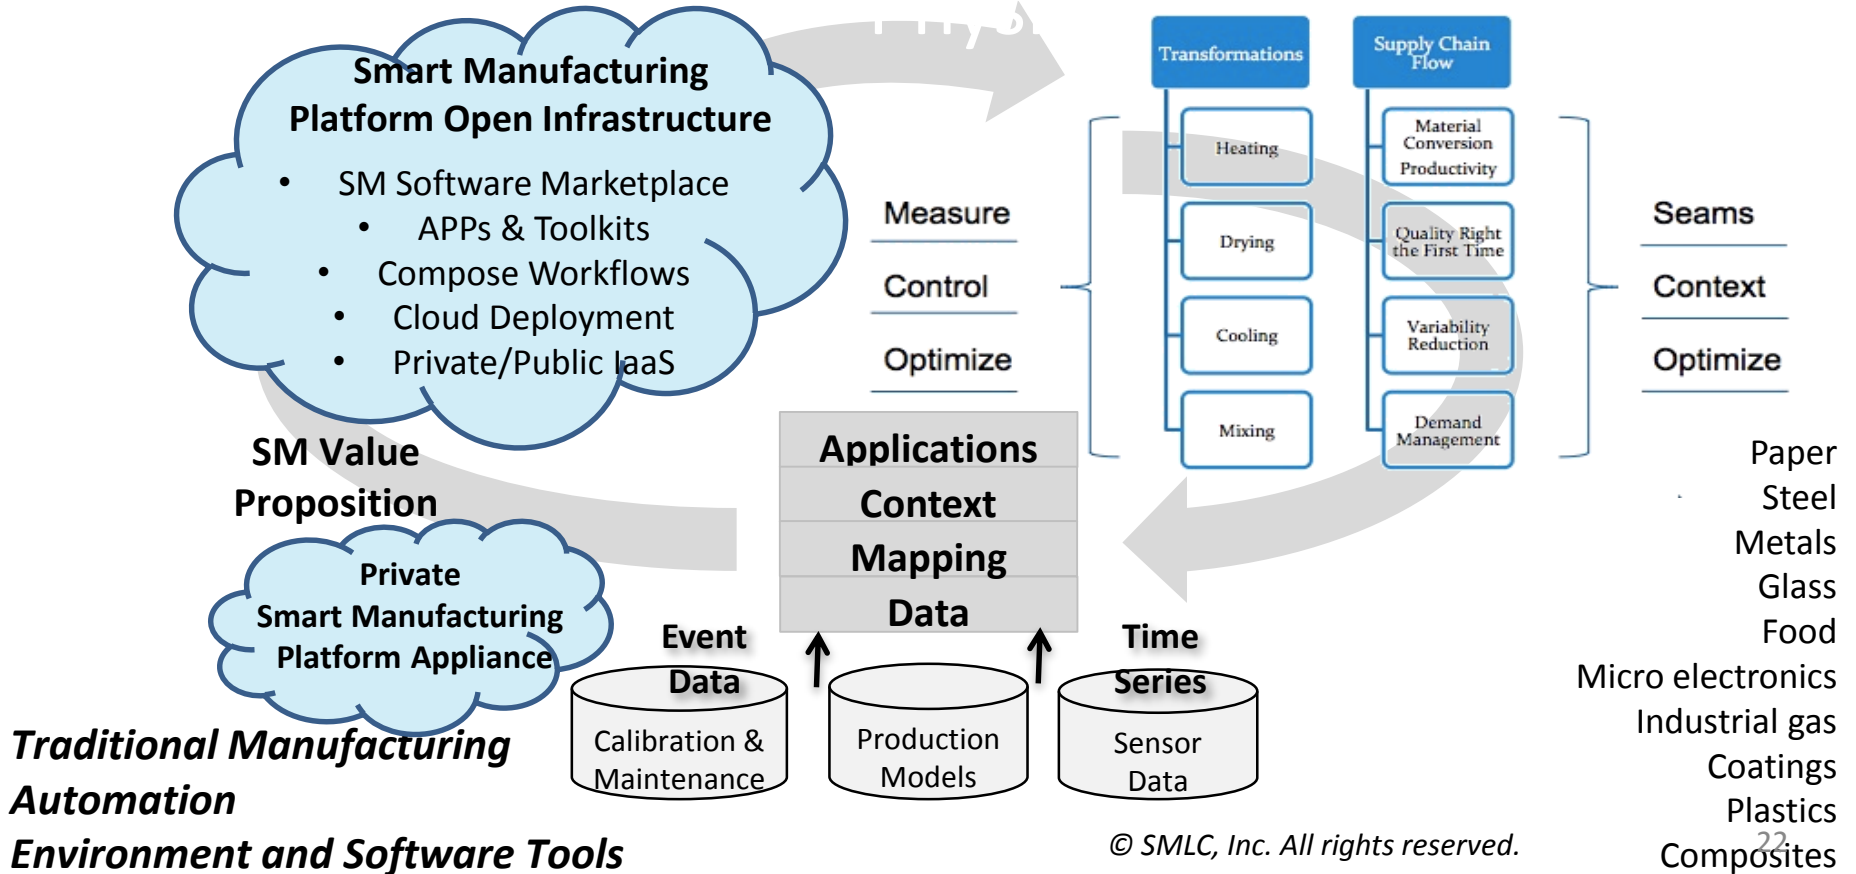 Smart Manufacturing
Platform Open Infrastructure
• SM Software Marketplace
• APPs & Toolkits
• Compose Workflows
• Cloud Deployment
• Private/Public IaaS
SM Value
Proposition
Private
Smart Manufacturing
Platform Appliance
Traditional Manufacturing
Automation
Environment and Software Tools
Measure
Control
Optimize
Transformations
Heating
Drying
Cooling
Mixing
Supply Chain
Flow
Material
Conversion
Productivity
Quality Right
the First Time
Variability
Reduction
Demand
Management
Seams
Context
Optimize
Applications
Context
Mapping
Data
Event
Data
Time
Series
Calibration &
Maintenance
Production
Models
Sensor
Data
Paper
Steel
Metals
Glass
Food
Micro electronics
Industrial gas
Coatings
Plastics
Composites
© SMLC, Inc. All rights reserved.
22